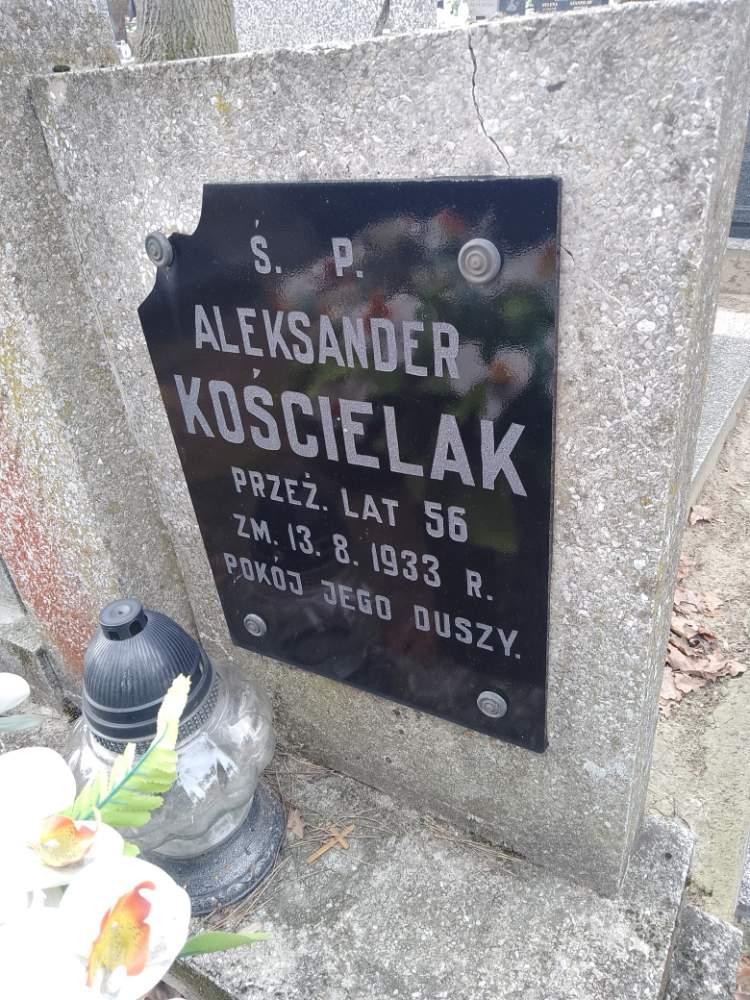 Ś. P.
ALEKSANDER
KOŚCIELAK
PRZEŻ. LAT 56
ZM. 13. 8. 1933 R.
POKÓJ JEGO DUSZY.